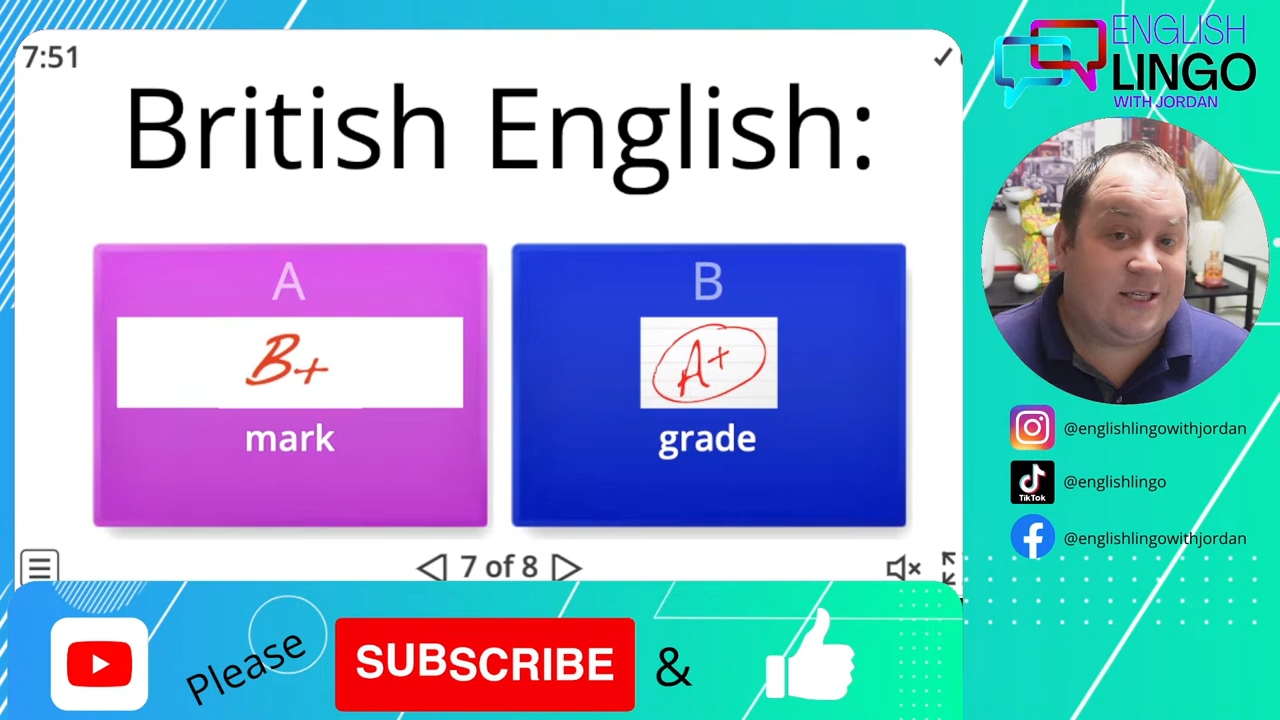 7:51
British English:
A
B+
mark
B
A+
grade
7 of 8
Please
SUBSCRIBE
&
ENGLISH
LINGO
WITH JORDAN
@englishlingowithjordan
TikTok
@englishlingo
@englishlingowithjordan